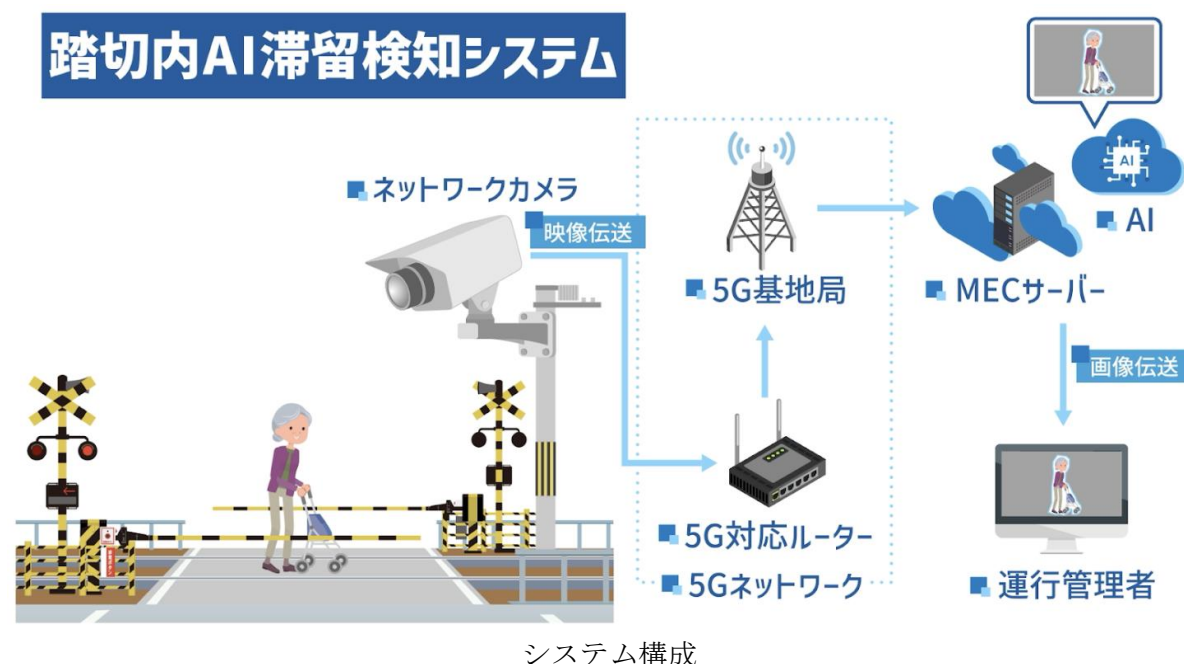 踏切内AI滞留検知システム
ネットワークカメラ
映像伝送
5G基地局
5G対応ルーター
5Gネットワーク
AI
AI
MECサーバー
画像伝送
運行管理者
システム構成